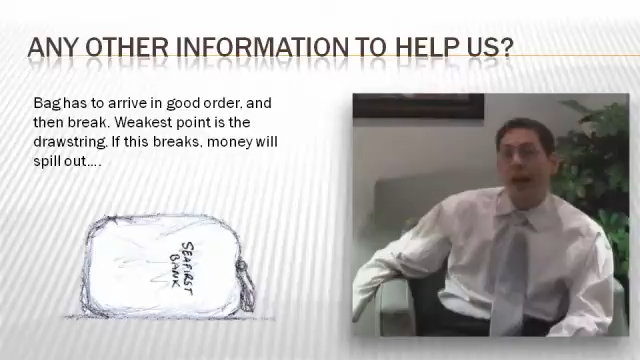 ANY OTHER INFORMATION TO HELP US?
Bag has to arrive in good order, and
then break. Weakest point is the
drawstring. If this breaks, money will
spill out....
SEAFIRST
BANK